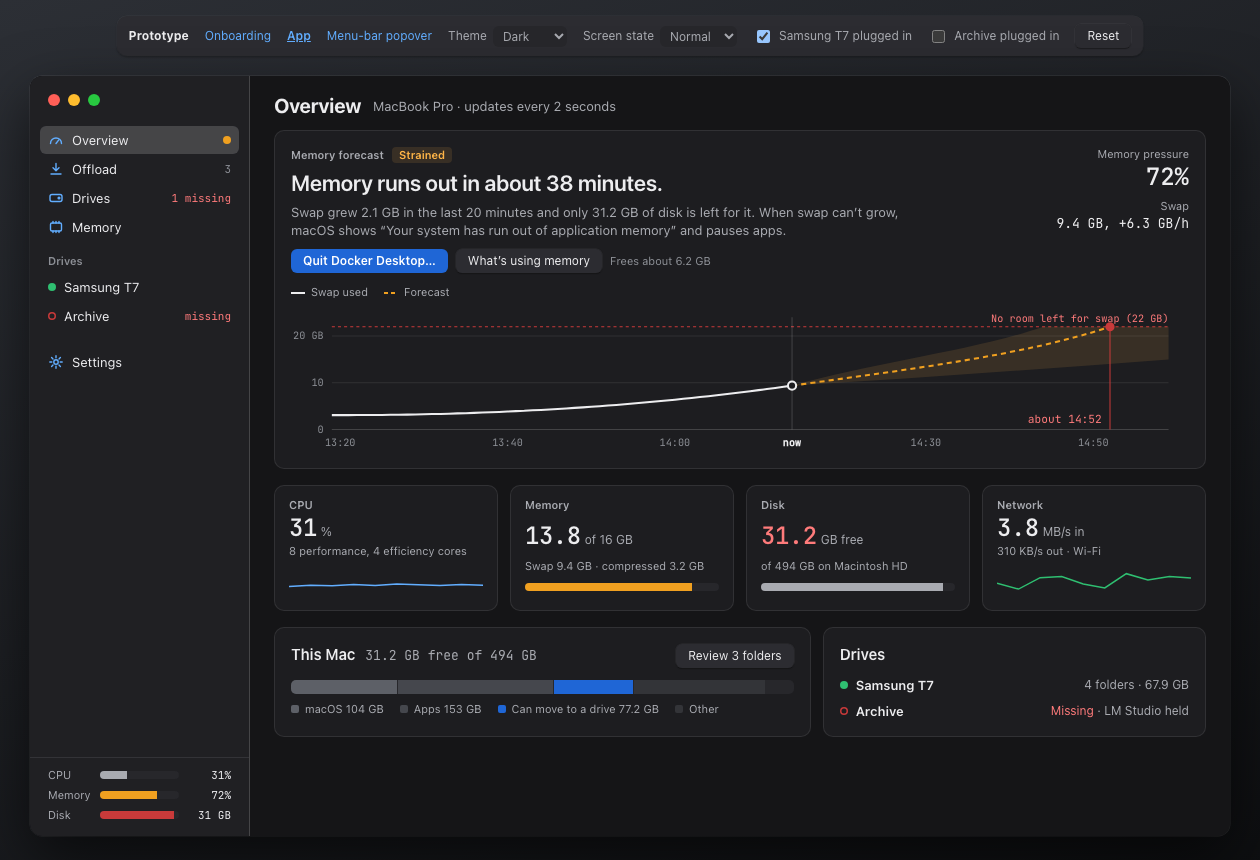 Prototype Onboarding App Menu-bar popover Theme Dark Screen state Normal Samsung T7 plugged in Archive plugged in Reset
Overview
Offload 3
Drives 1 missing
Memory
Drives
Samsung T7
Archive missing
Settings
CPU 31%
Memory 72%
Disk 31 GB
Overview MacBook Pro · updates every 2 seconds
Memory forecast Strained
Memory runs out in about 38 minutes.
Swap grew 2.1 GB in the last 20 minutes and only 31.2 GB of disk is left for it. When swap can’t grow,
macOS shows “Your system has run out of application memory” and pauses apps.
Memory pressure
72%
Swap
9.4 GB, +6.3 GB/h
Quit Docker Desktop… What’s using memory Frees about 6.2 GB
Swap used Forecast
No room left for swap (22 GB)
20 GB
10
about 14:52
0
13:20 13:40 14:00 now 14:30 14:50
CPU
31 %
8 performance, 4 efficiency cores
Memory
13.8 of 16 GB
Swap 9.4 GB · compressed 3.2 GB
Disk
31.2 GB free
of 494 GB on Macintosh HD
Network
3.8 MB/s in
310 KB/s out · Wi-Fi
This Mac 31.2 GB free of 494 GB Review 3 folders
macOS 104 GB Apps 153 GB Can move to a drive 77.2 GB Other
Drives
Samsung T7 4 folders · 67.9 GB
Archive Missing · LM Studio held